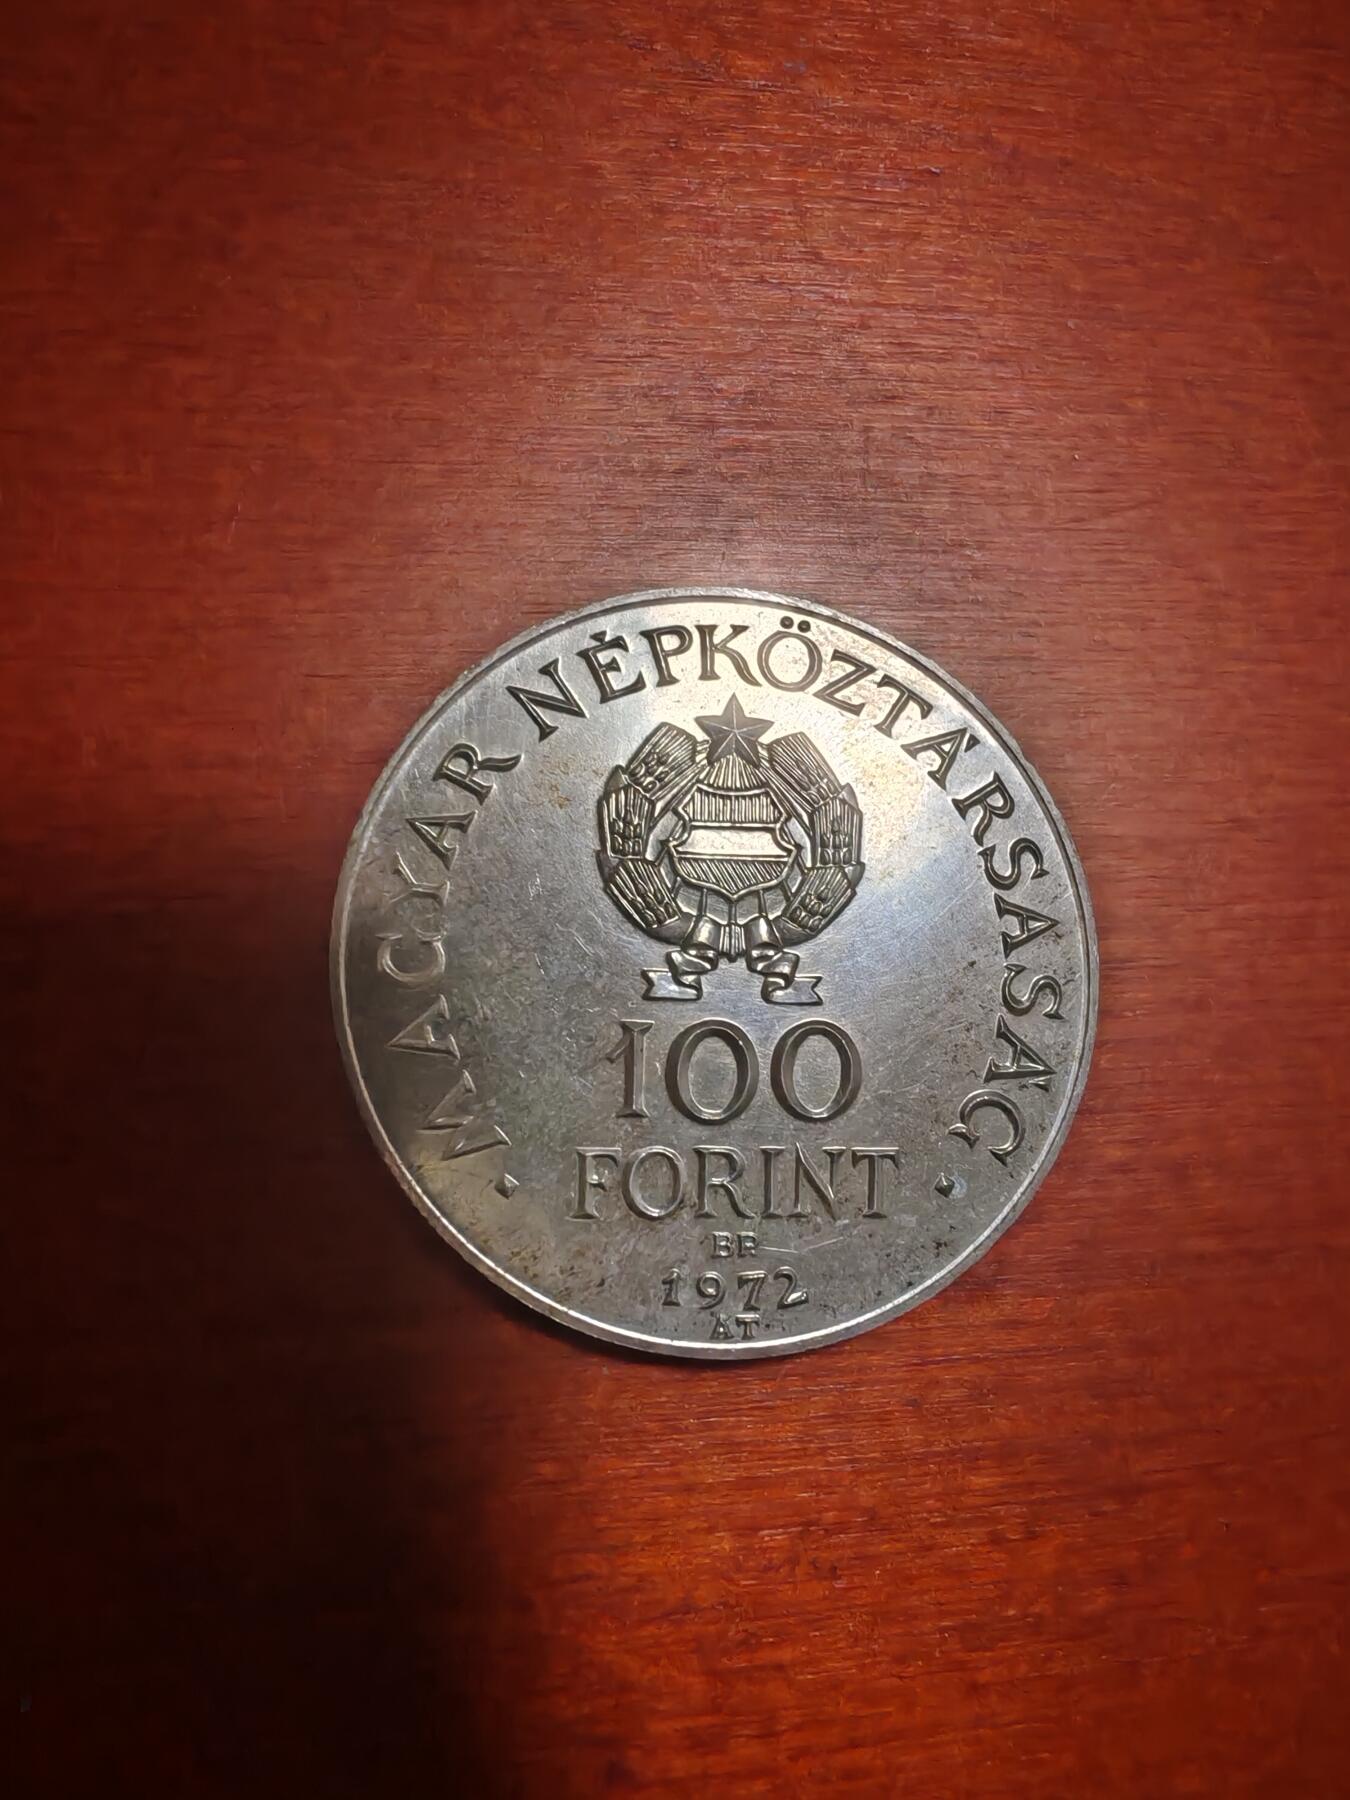 MAGYAR NÉPKÖZTÁRSASÁG
100
FORINT
BP.
1972
ÁT